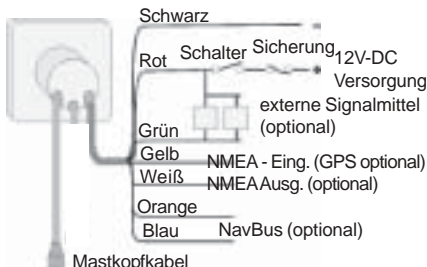 Schwarz
Rot Schalter Sicherung 12V-DC
Versorgung
externe Signalmittel
(optional)
Grün
Gelb NMEA - Eing. (GPS optional)
Weiß NMEA Ausg. (optional)
Orange
Blau NavBus (optional)
Mastkopfkabel